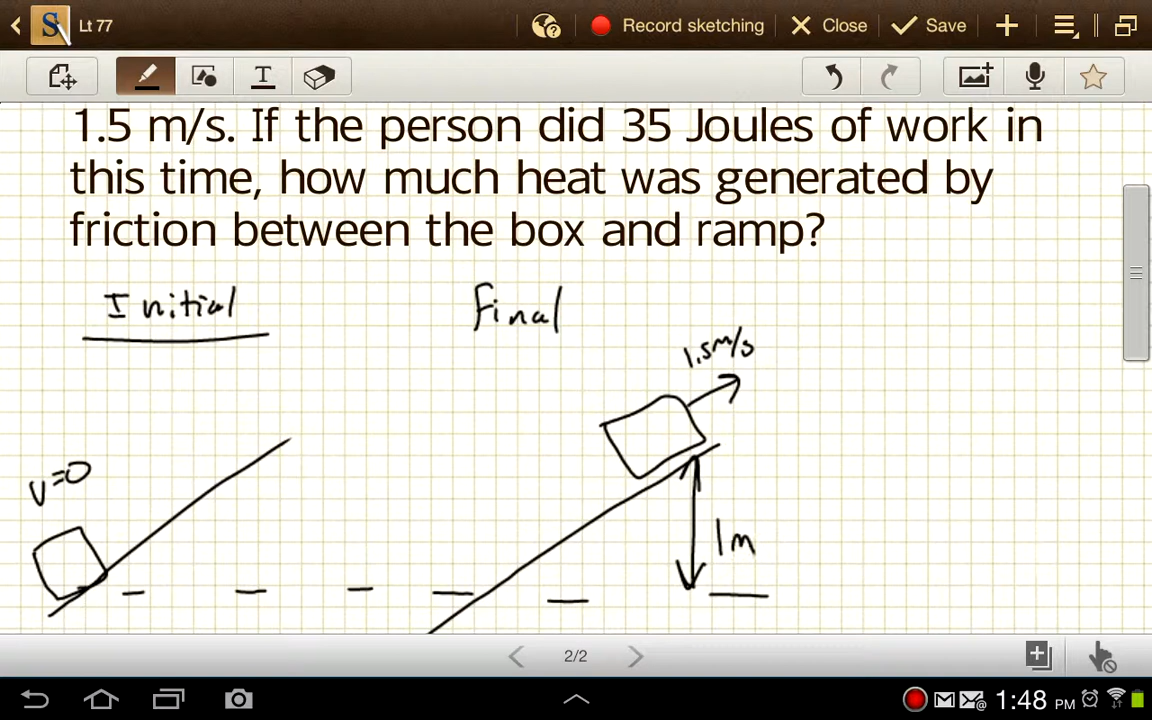 Lt 77
Record sketching
Close
Save
1.5 m/s. If the person did 35 Joules of work in
this time, how much heat was generated by
friction between the box and ramp?
Initial
Final
1.5m/s
v=0
1m
2/2
1:48 PM